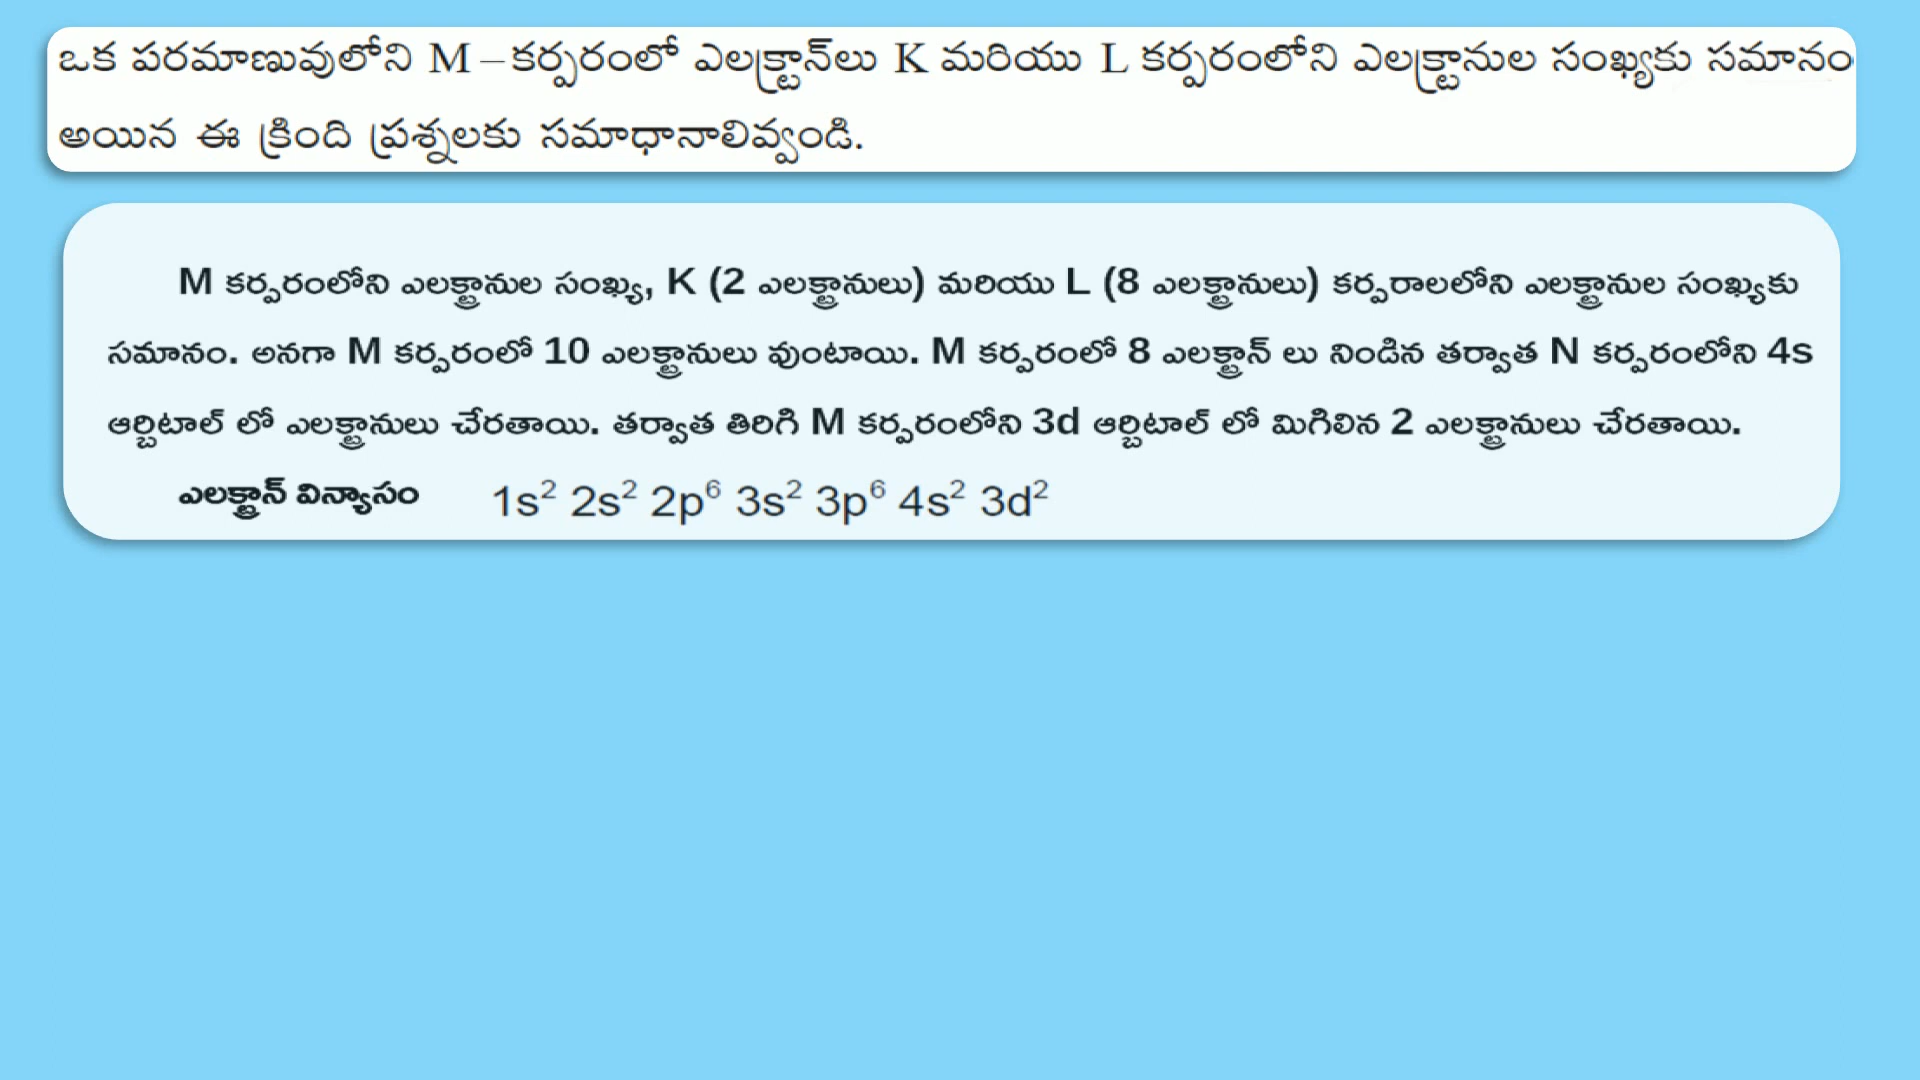 ఒక పరమాణువులోని M – కర్పరంలో ఎలక్ట్రాన్‌లు K మరియు L కర్పరంలోని ఎలక్ట్రానుల సంఖ్యకు సమానం
అయిన ఈ క్రింది ప్రశ్నలకు సమాధానాలివ్వండి.
M కర్పరంలోని ఎలక్ట్రానుల సంఖ్య, K (2 ఎలక్ట్రానులు) మరియు L (8 ఎలక్ట్రానులు) కర్పరాలలోని ఎలక్ట్రానుల సంఖ్యకు
సమానం. అనగా M కర్పరంలో 10 ఎలక్ట్రానులు వుంటాయి. M కర్పరంలో 8 ఎలక్ట్రాన్ లు నిండిన తర్వాత N కర్పరంలోని 4s
ఆర్బిటాల్ లో ఎలక్ట్రానులు చేరతాయి. తర్వాత తిరిగి M కర్పరంలోని 3d ఆర్బిటాల్ లో మిగిలిన 2 ఎలక్ట్రానులు చేరతాయి.
ఎలక్ట్రాన్ విన్యాసం 1s² 2s² 2p⁶ 3s² 3p⁶ 4s² 3d²